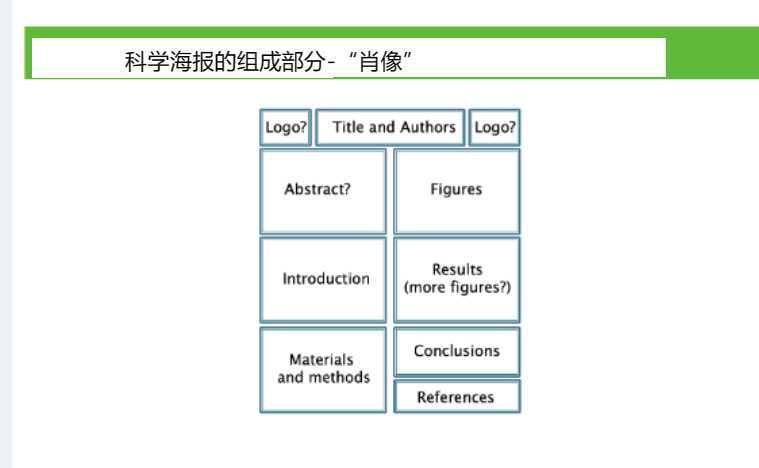 科学海报的组成部分-“肖像”
Logo?
Title and Authors
Logo?
Abstract?
Figures
Introduction
Results
(more figures?)
Materials
and methods
Conclusions
References